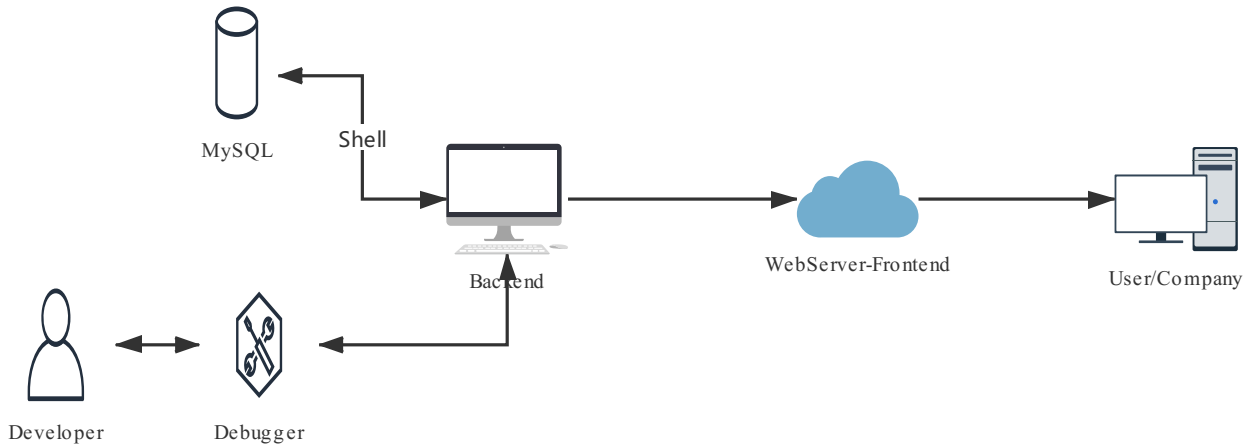 MySQL
Shell
Backend
WebServer-Frontend
User/Company
Developer
Debugger